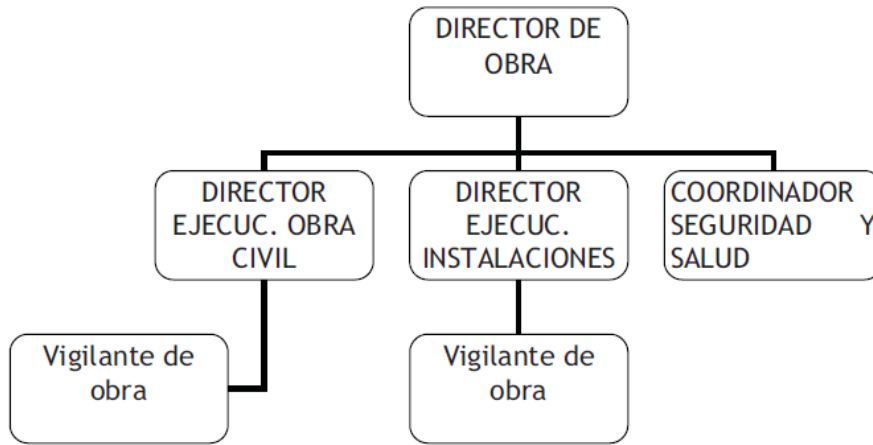 DIRECTOR DE
OBRA
DIRECTOR
EJECUC. OBRA
CIVIL
DIRECTOR
EJECUC.
INSTALACIONES
COORDINADOR
SEGURIDAD Y
SALUD
Vigilante de
obra
Vigilante de
obra